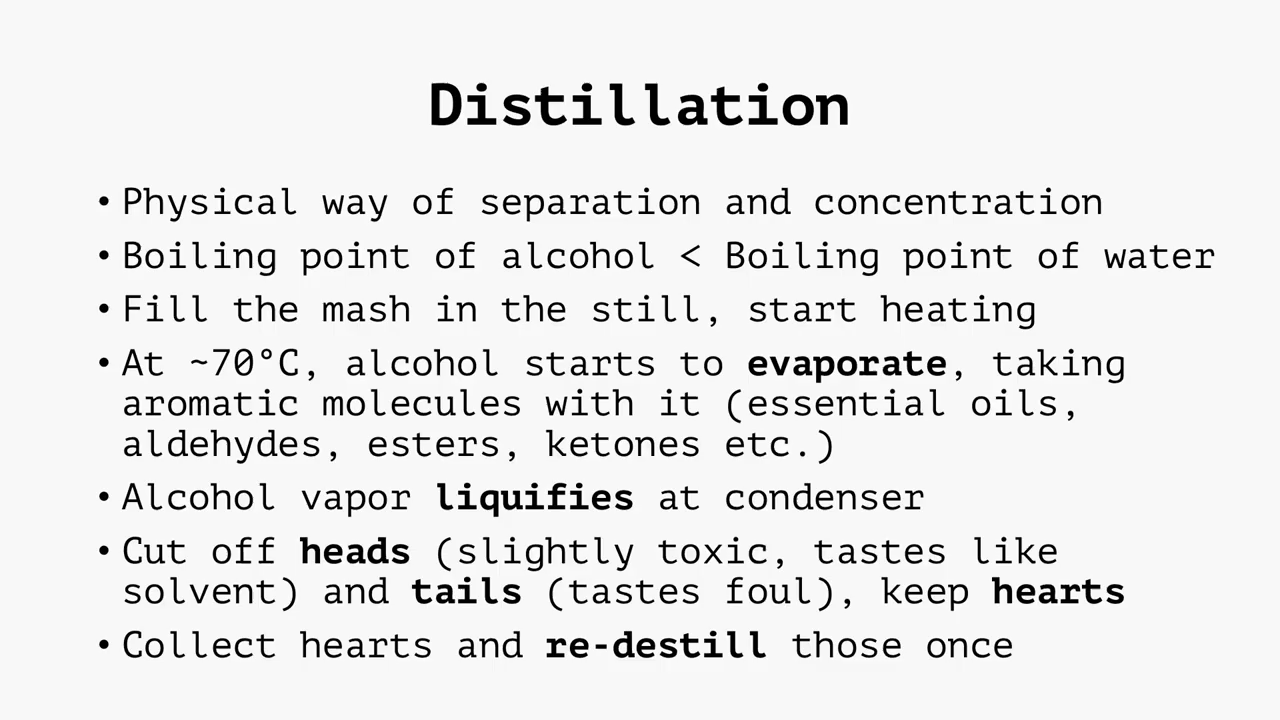 Distillation
• Physical way of separation and concentration
• Boiling point of alcohol < Boiling point of water
• Fill the mash in the still, start heating
• At ~70°C, alcohol starts to evaporate, taking
aromatic molecules with it (essential oils,
aldehydes, esters, ketones etc.)
• Alcohol vapor liquifies at condenser
• Cut off heads (slightly toxic, tastes like
solvent) and tails (tastes foul), keep hearts
• Collect hearts and re-destill those once